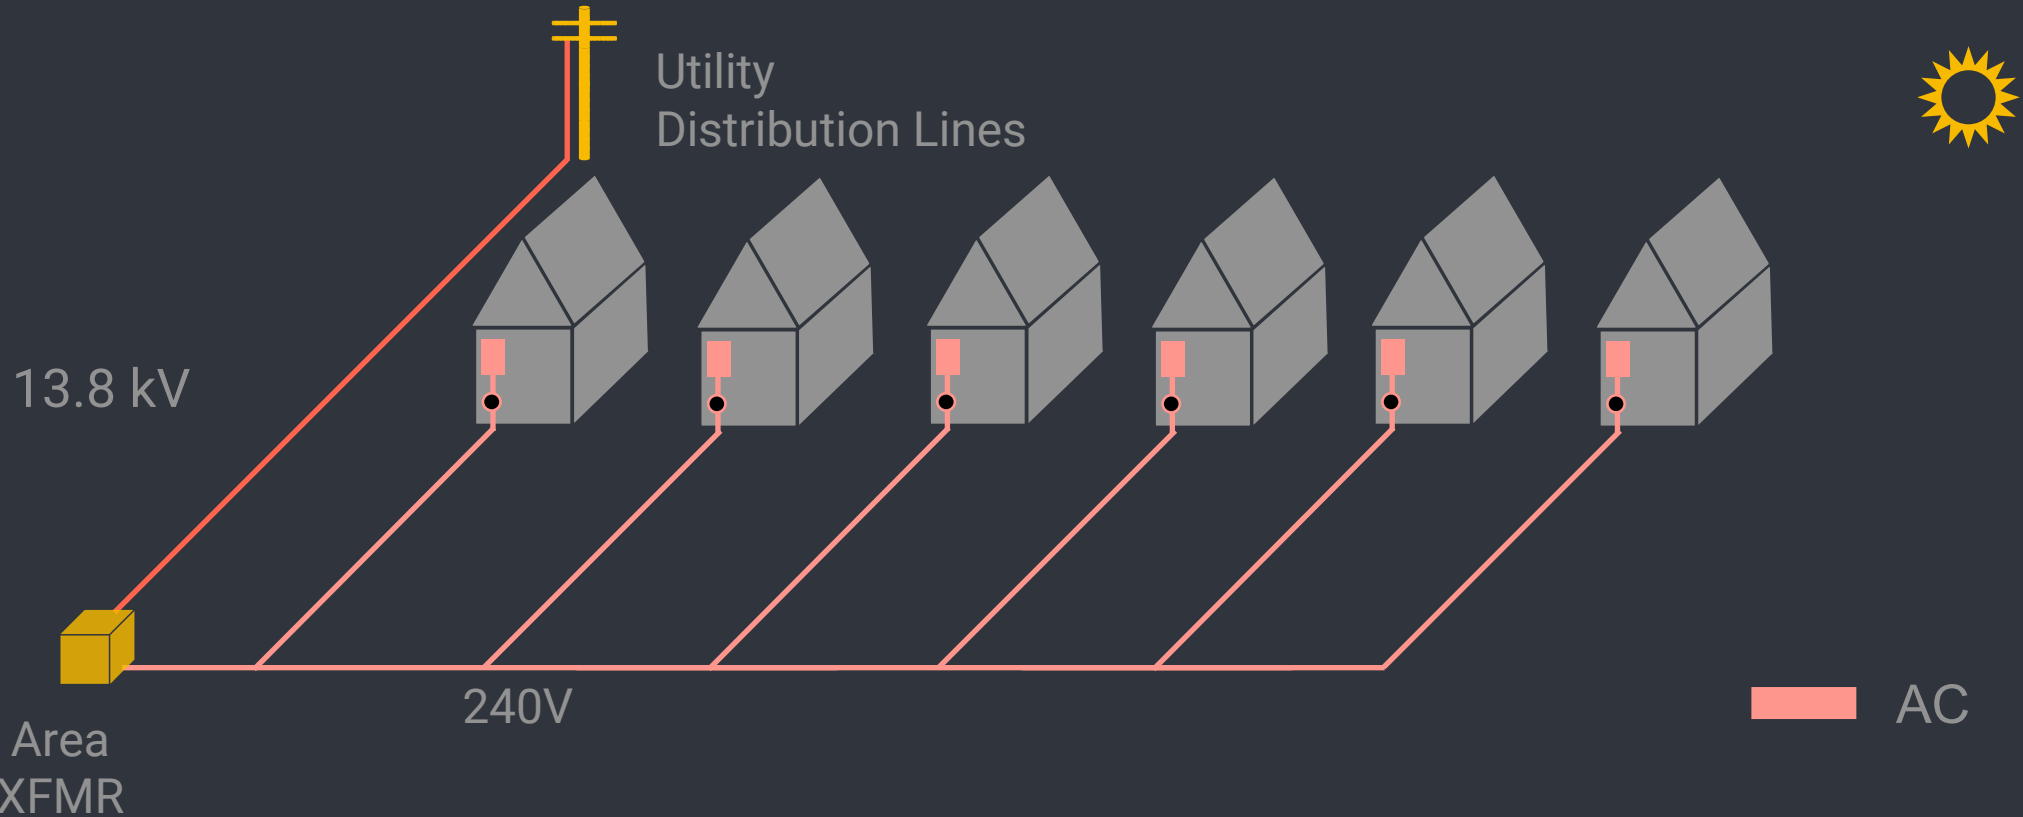 Utility
Distribution Lines
13.8 kV
240V
AC
Area
XFMR